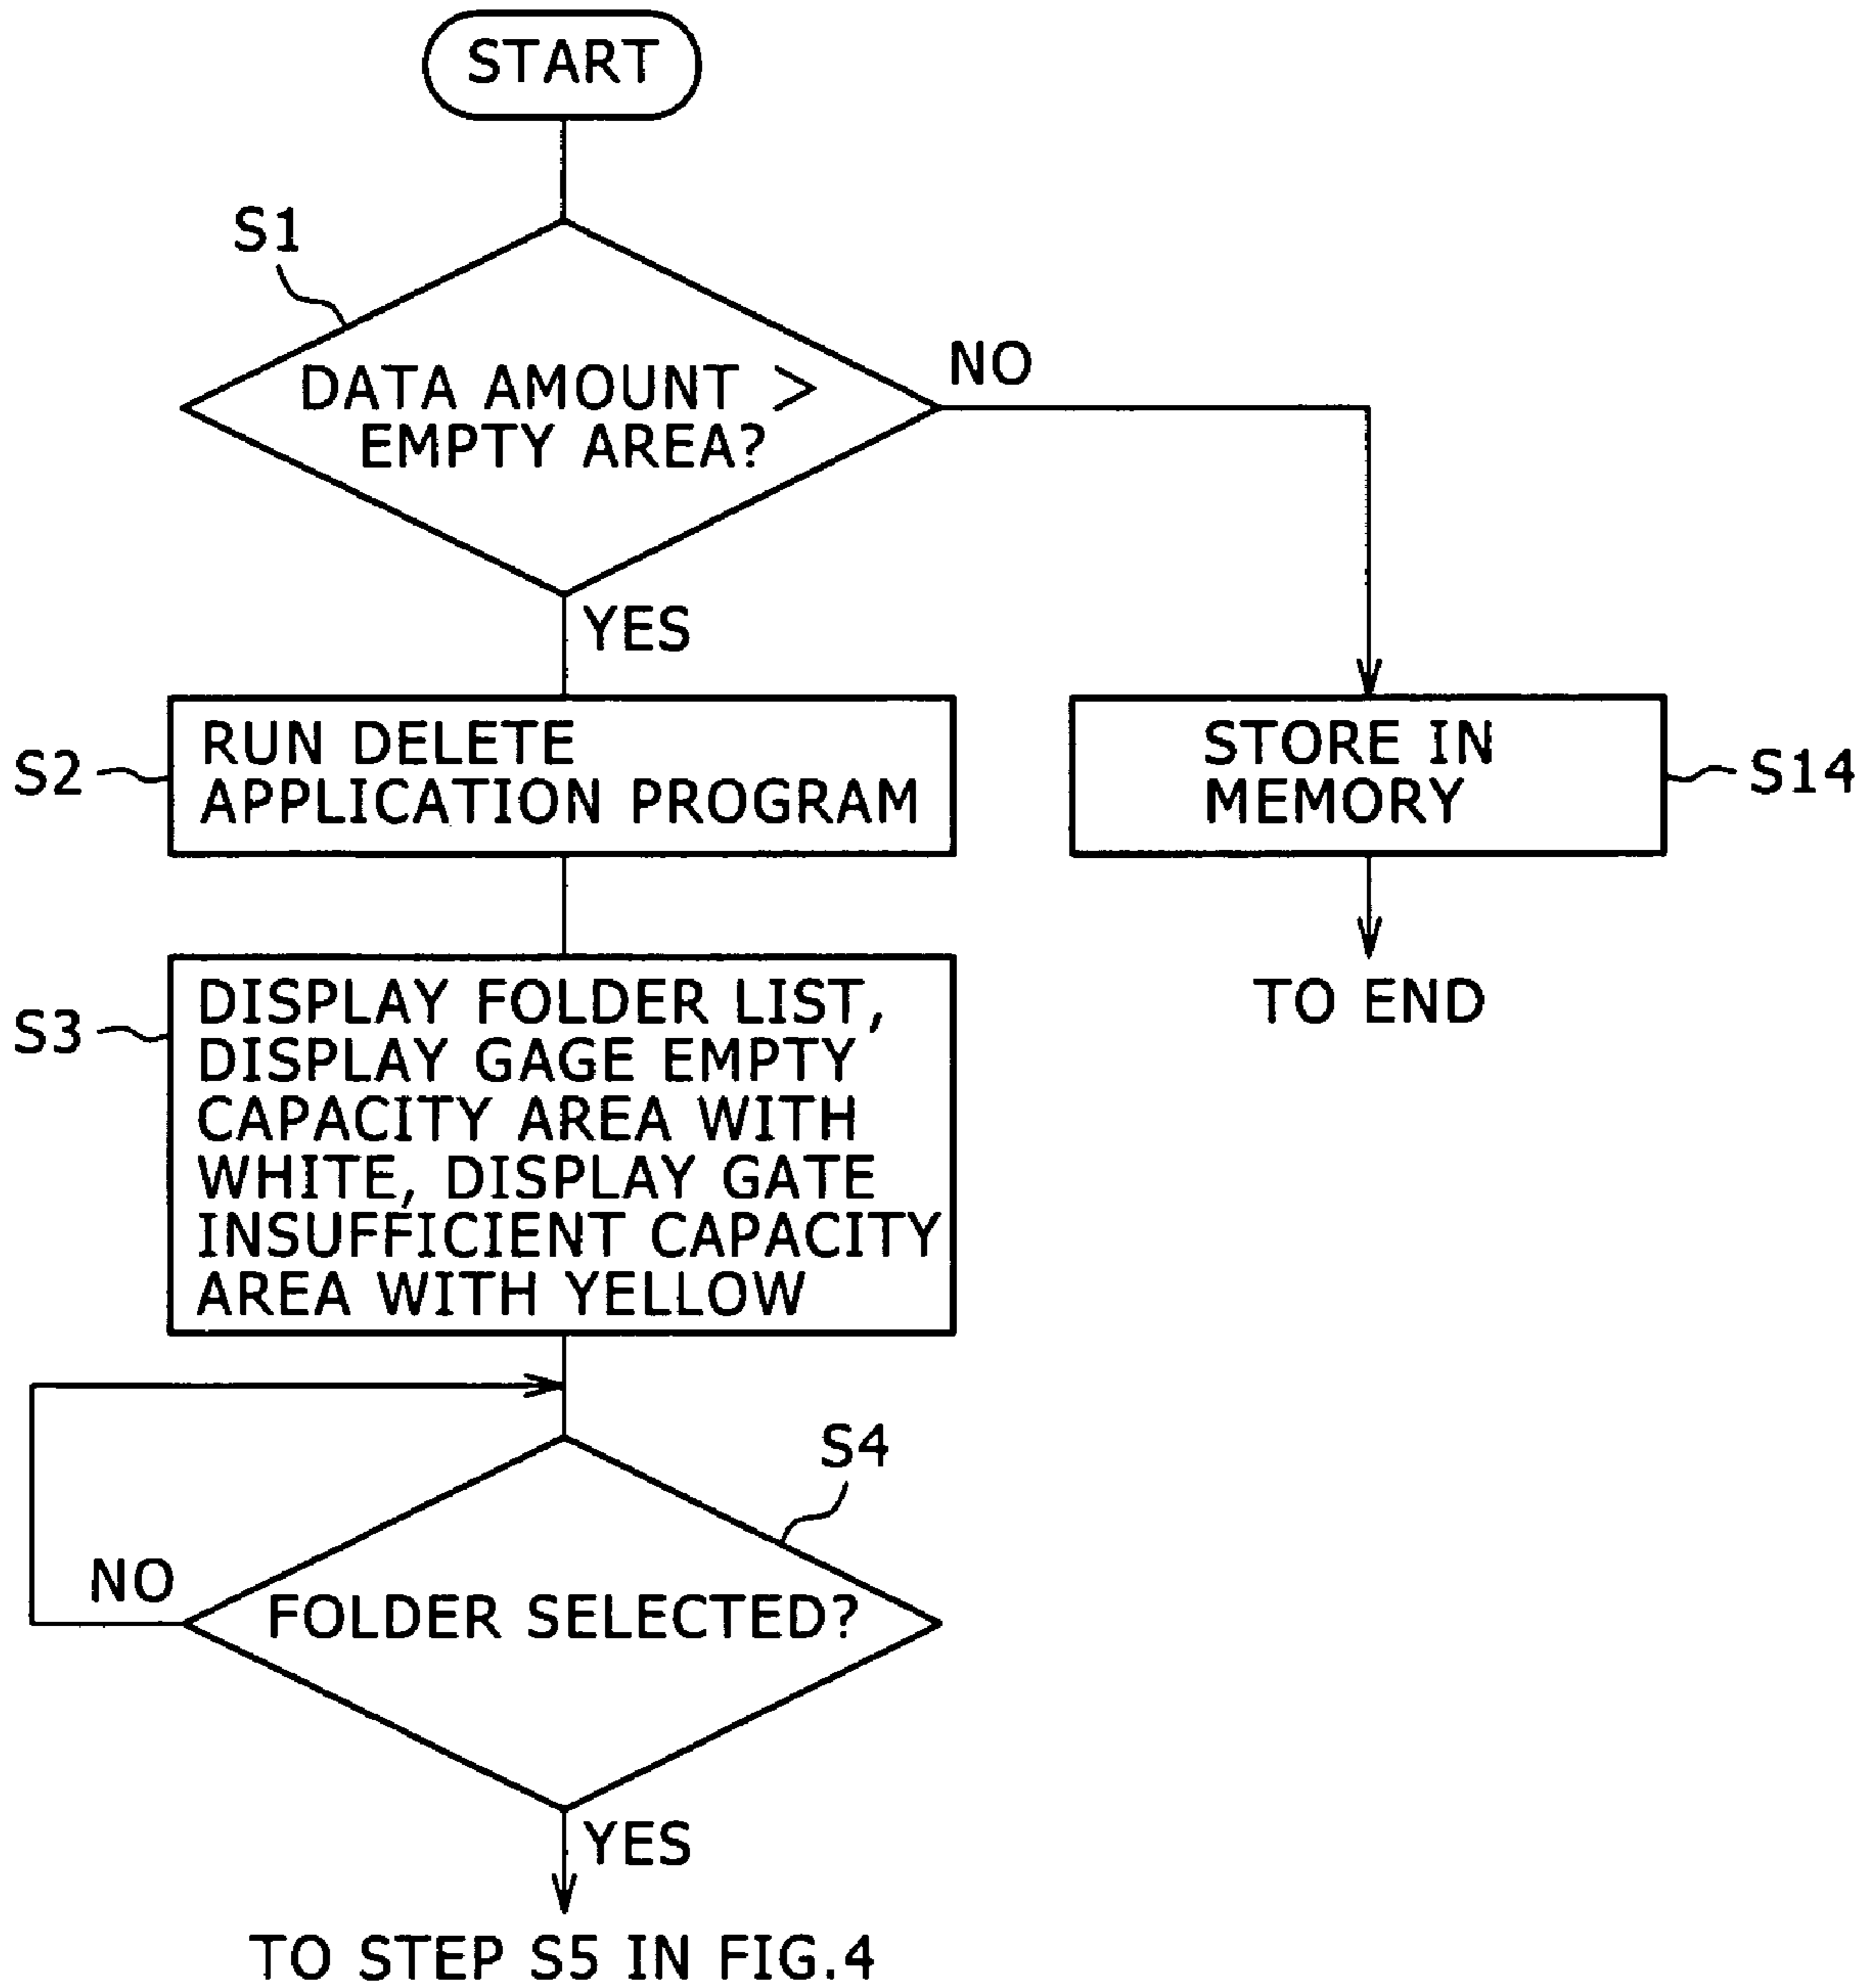 START
S1
DATA AMOUNT >
EMPTY AREA?
NO
YES
S2
RUN DELETE
APPLICATION PROGRAM
STORE IN
MEMORY
S14
TO END
S3
DISPLAY FOLDER LIST,
DISPLAY GAGE EMPTY
CAPACITY AREA WITH
WHITE, DISPLAY GATE
INSUFFICIENT CAPACITY
AREA WITH YELLOW
S4
NO
FOLDER SELECTED?
YES
TO STEP S5 IN FIG.4